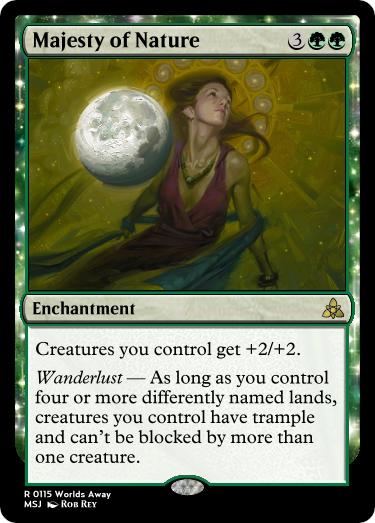 Majesty of Nature 3
Enchantment
Creatures you control get +2/+2.
Wanderlust — As long as you control
four or more differently named lands,
creatures you control have trample
and can't be blocked by more than
one creature.
R 0115 Worlds Away
MSJ Rob Rey